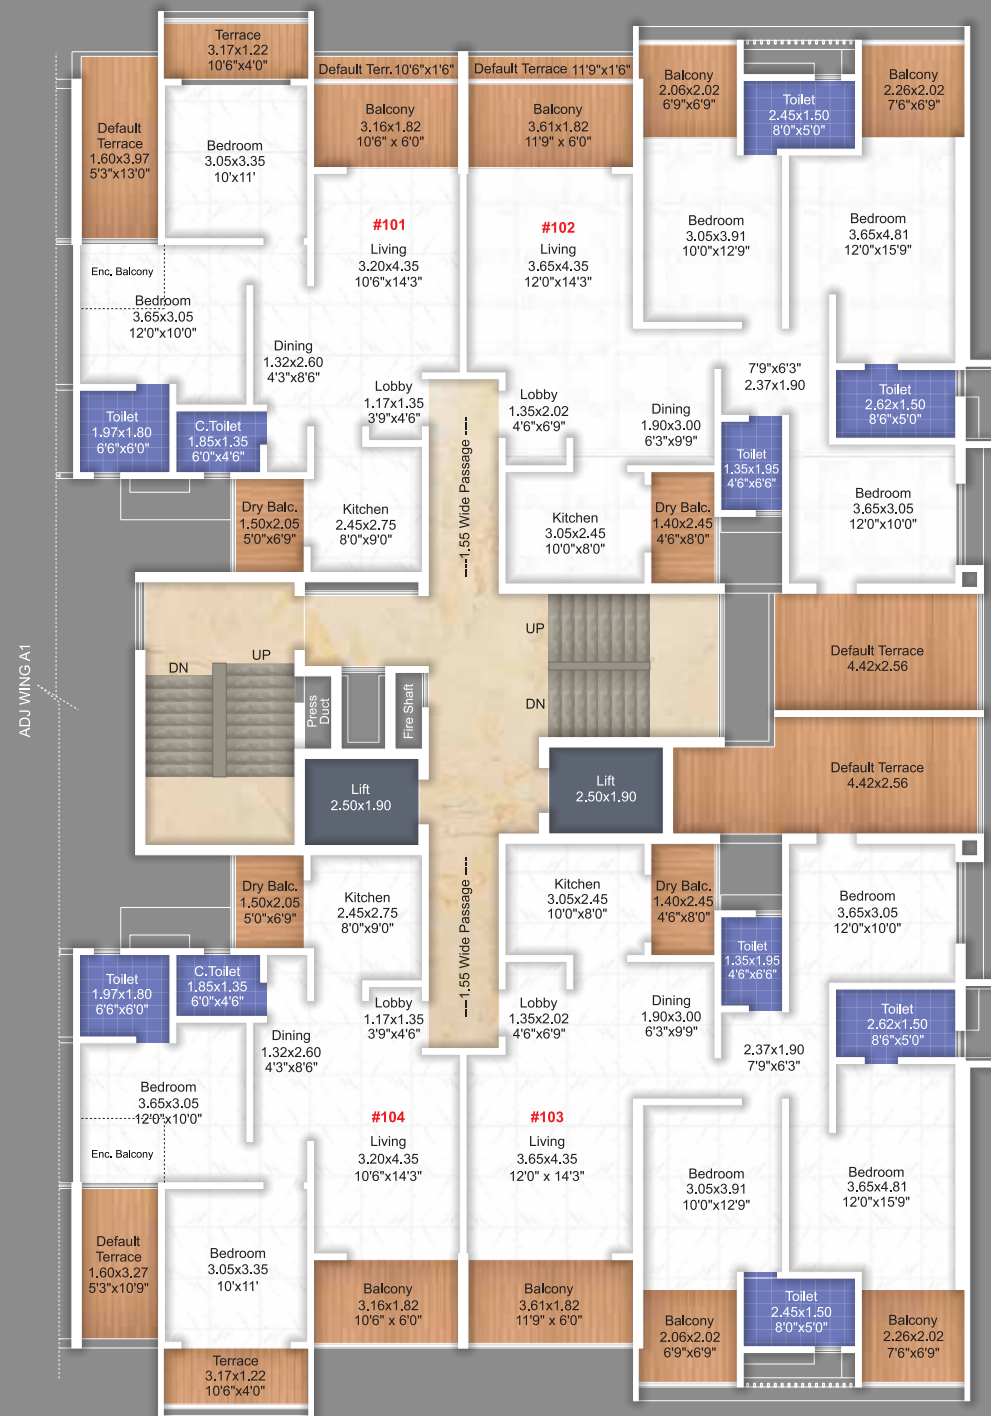 Terrace
3.17x1.22
10'6"x4'0"
Default Terr. 10'6"x1'6"
Default Terrace 11'9"x1'6"
Balcony
2.06x2.02
6'9"x6'9"
Balcony
2.26x2.02
7'6"x6'9"
Toilet
2.45x1.50
8'0"x5'0"
Default
Terrace
1.60x3.97
5'3"x13'0"
Bedroom
3.05x3.35
10'x11'
Balcony
3.16x1.82
10'6" x 6'0"
Balcony
3.61x1.82
11'9" x 6'0"
#101
Living
3.20x4.35
10'6"x14'3"
#102
Living
3.65x4.35
12'0"x14'3"
Bedroom
3.05x3.91
10'0"x12'9"
Bedroom
3.65x4.81
12'0"x15'9"
Enc. Balcony
Bedroom
3.65x3.05
12'0"x10'0"
Dining
1.32x2.60
4'3"x8'6"
Lobby
1.17x1.35
3'9"x4'6"
Lobby
1.35x2.02
4'6"x6'9"
Dining
1.90x3.00
6'3"x9'9"
7'9"x6'3"
2.37x1.90
Toilet
2.62x1.50
8'6"x5'0"
Toilet
1.97x1.80
6'6"x6'0"
C.Toilet
1.85x1.35
6'0"x4'6"
Toilet
1.35x1.95
4'6"x6'6"
----1.55 Wide Passage ----
Dry Balc.
1.50x2.05
5'0"x6'9"
Kitchen
2.45x2.75
8'0"x9'0"
Kitchen
3.05x2.45
10'0"x8'0"
Dry Balc.
1.40x2.45
4'6"x8'0"
Bedroom
3.65x3.05
12'0"x10'0"
UP
DN
UP
DN
Default Terrace
4.42x2.56
Press
Duct
Fire Shaft
ADJ WING A1
Default Terrace
4.42x2.56
Lift
2.50x1.90
Lift
2.50x1.90
Dry Balc.
1.50x2.05
5'0"x6'9"
Kitchen
2.45x2.75
8'0"x9'0"
----1.55 Wide Passage ----
Kitchen
3.05x2.45
10'0"x8'0"
Dry Balc.
1.40x2.45
4'6"x8'0"
Bedroom
3.65x3.05
12'0"x10'0"
Toilet
1.97x1.80
6'6"x6'0"
C.Toilet
1.85x1.35
6'0"x4'6"
Toilet
1.35x1.95
4'6"x6'6"
Lobby
1.17x1.35
3'9"x4'6"
Lobby
1.35x2.02
4'6"x6'9"
Dining
1.90x3.00
6'3"x9'9"
Toilet
2.62x1.50
8'6"x5'0"
Dining
1.32x2.60
4'3"x8'6"
2.37x1.90
7'9"x6'3"
Bedroom
3.65x3.05
12'0"x10'0"
Enc. Balcony
#104
Living
3.20x4.35
10'6"x14'3"
#103
Living
3.65x4.35
12'0" x 14'3"
Bedroom
3.05x3.91
10'0"x12'9"
Bedroom
3.65x4.81
12'0"x15'9"
Default
Terrace
1.60x3.27
5'3"x10'9"
Bedroom
3.05x3.35
10'x11'
Balcony
3.16x1.82
10'6" x 6'0"
Balcony
3.61x1.82
11'9" x 6'0"
Toilet
2.45x1.50
8'0"x5'0"
Balcony
2.06x2.02
6'9"x6'9"
Balcony
2.26x2.02
7'6"x6'9"
Terrace
3.17x1.22
10'6"x4'0"